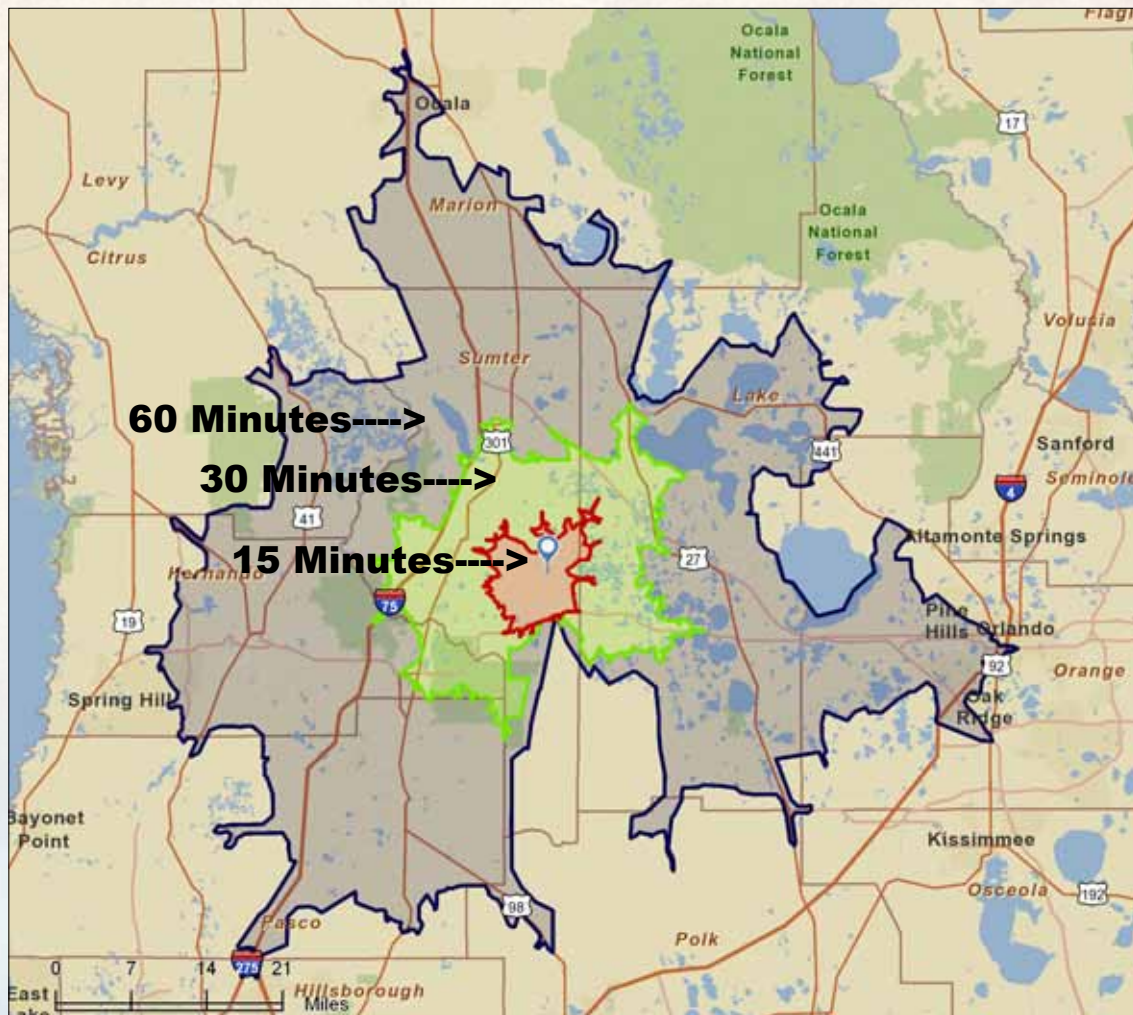 Flagl
Ocala
National
Forest
Ocala
17
Levy
Marion
Ocala
National
Forest
Citrus
Volusia
Sumter
Lake
60 Minutes---->
301
441
Sanford
30 Minutes---->
Seminole
4
41
15 Minutes---->
Altamonte Springs
27
Hernando
75
19
Pine
Hills
Orlando
92
Orange
Spring Hill
Oak
Ridge
Bayonet
Point
Kissimmee
Osceola
192
98
Pasco
Polk
0 7 14 21
275
Hillsborough
East
Lake
Miles